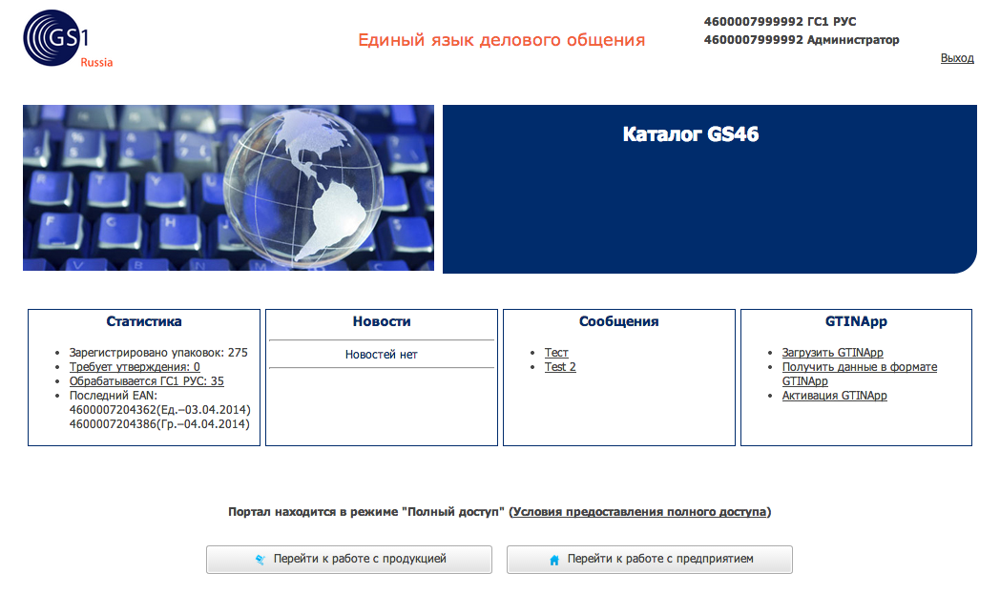 GS1
Russia
Единый язык делового общения
4600007999992 ГС1 РУС
4600007999992 Администратор
Выход
Каталог GS46
Статистика
Зарегистрировано упаковок: 275
Требует утверждения: 0
Обрабатывается ГС1 РУС: 35
Последний EAN:
4600007204362(Ед.–03.04.2014)
4600007204386(Гр.–04.04.2014)
Новости
Новостей нет
Сообщения
Тест
Test 2
GTINApp
Загрузить GTINApp
Получить данные в формате
GTINApp
Активация GTINApp
Портал находится в режиме "Полный доступ" (Условия предоставления полного доступа)
Перейти к работе с продукцией
Перейти к работе с предприятием